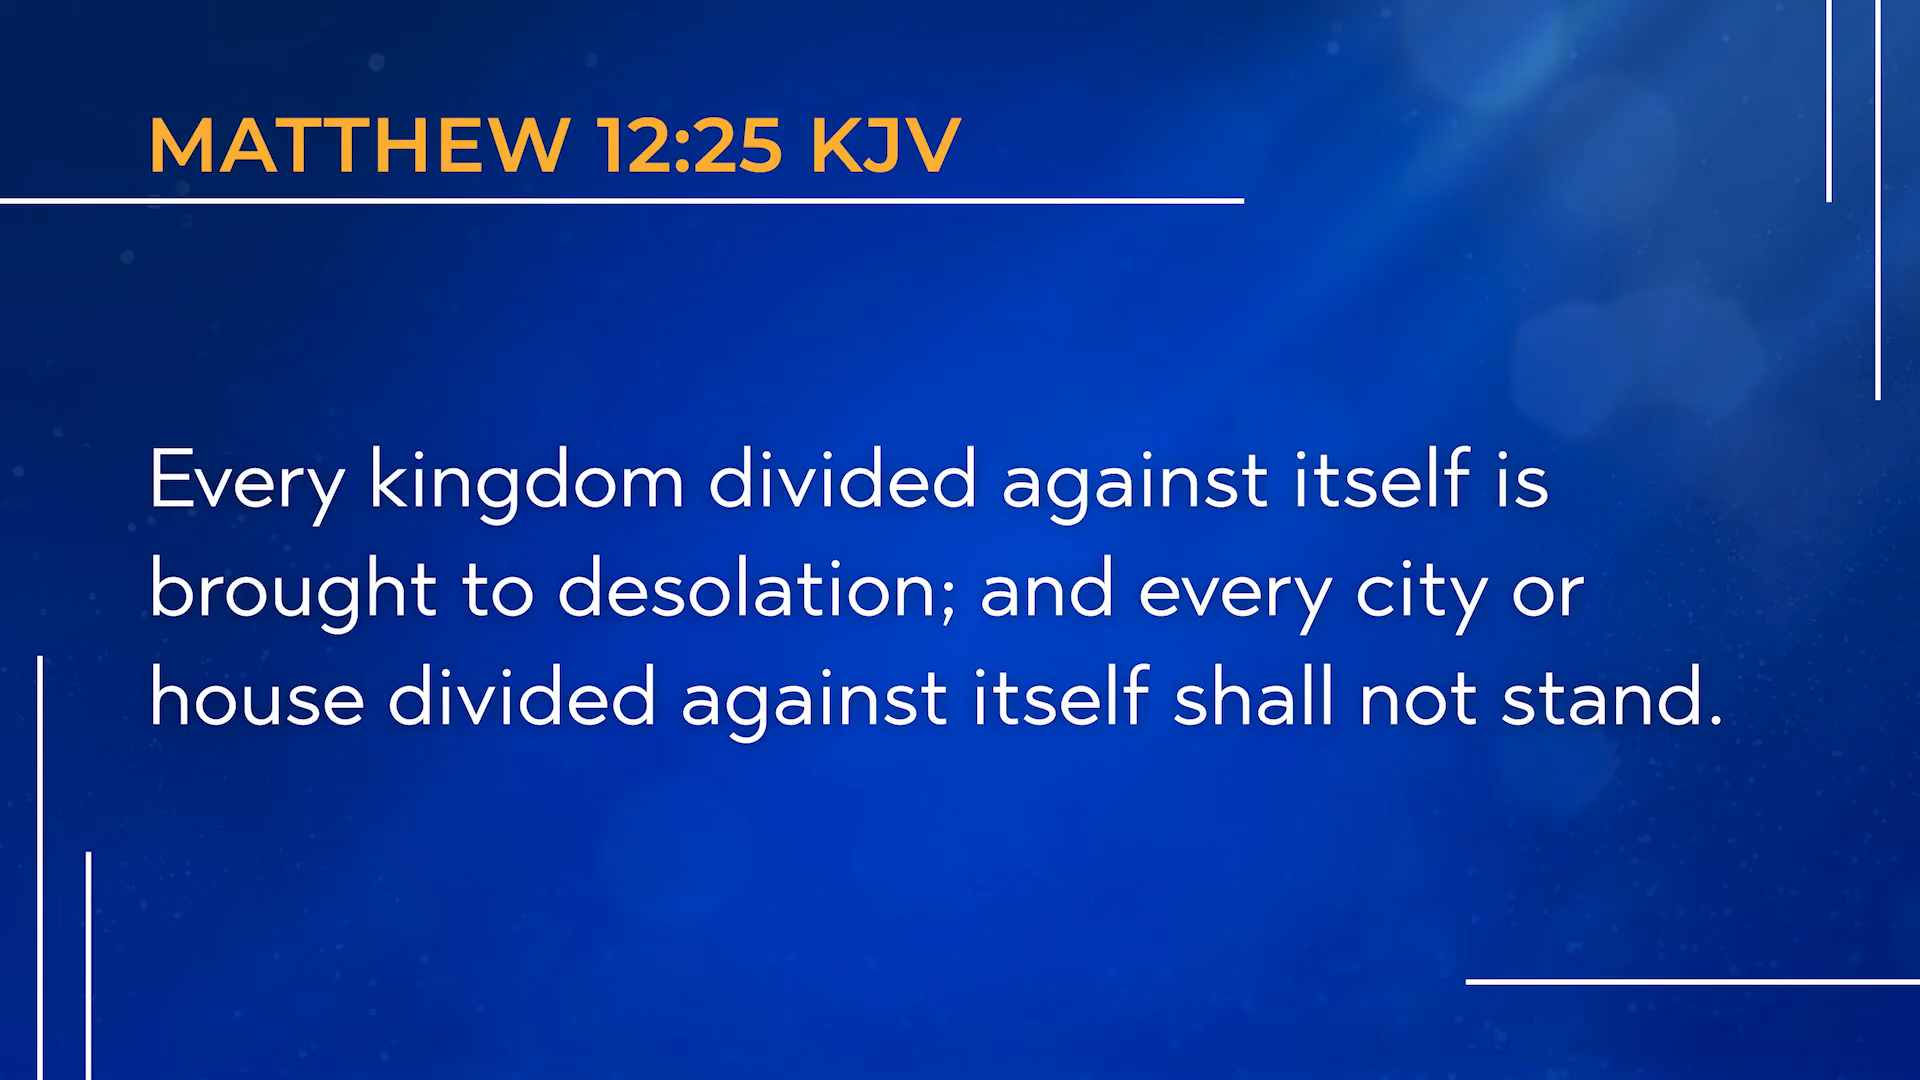 MATTHEW 12:25 KJV
Every kingdom divided against itself is
brought to desolation; and every city or
house divided against itself shall not stand.